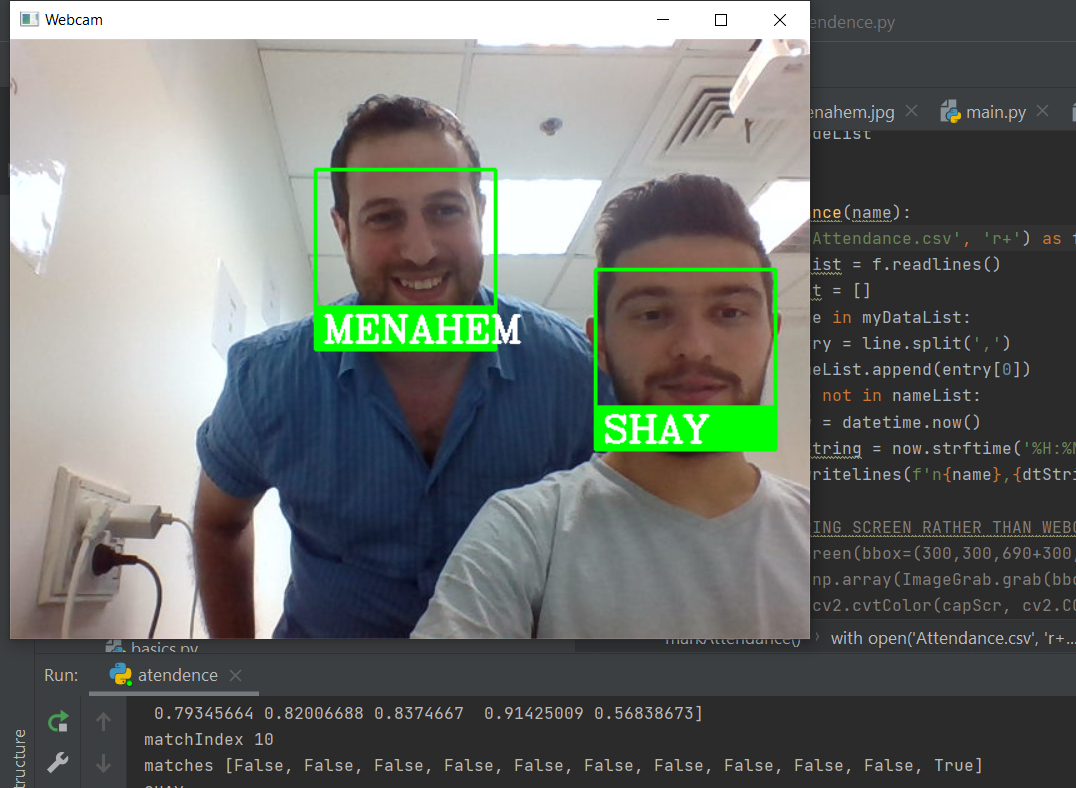 Webcam
endence.py
enahem.jpg
main.py
deList
MENAHEM
SHAY
nce(name):
Attendance.csv', 'r+') as f
ist = f.readlines()
t = []
e in myDataList:
ry = line.split(',')
eList.append(entry[0])
not in nameList:
= datetime.now()
tring = now.strftime('%H:%M
ritelines(f'n{name},{dtStri
ING SCREEN RATHER THAN WEBC
reen(bbox=(300,300,690+300,
np.array(ImageGrab.grab(bbo
cv2.cvtColor(capScr, cv2.CO
basics.py
markAttendance() › with open('Attendance.csv', 'r+...
Run: atendence
0.79345664 0.82006688 0.8374667 0.91425009 0.56838673]
matchIndex 10
matches [False, False, False, False, False, False, False, False, False, False, True]
SHAY
tructure